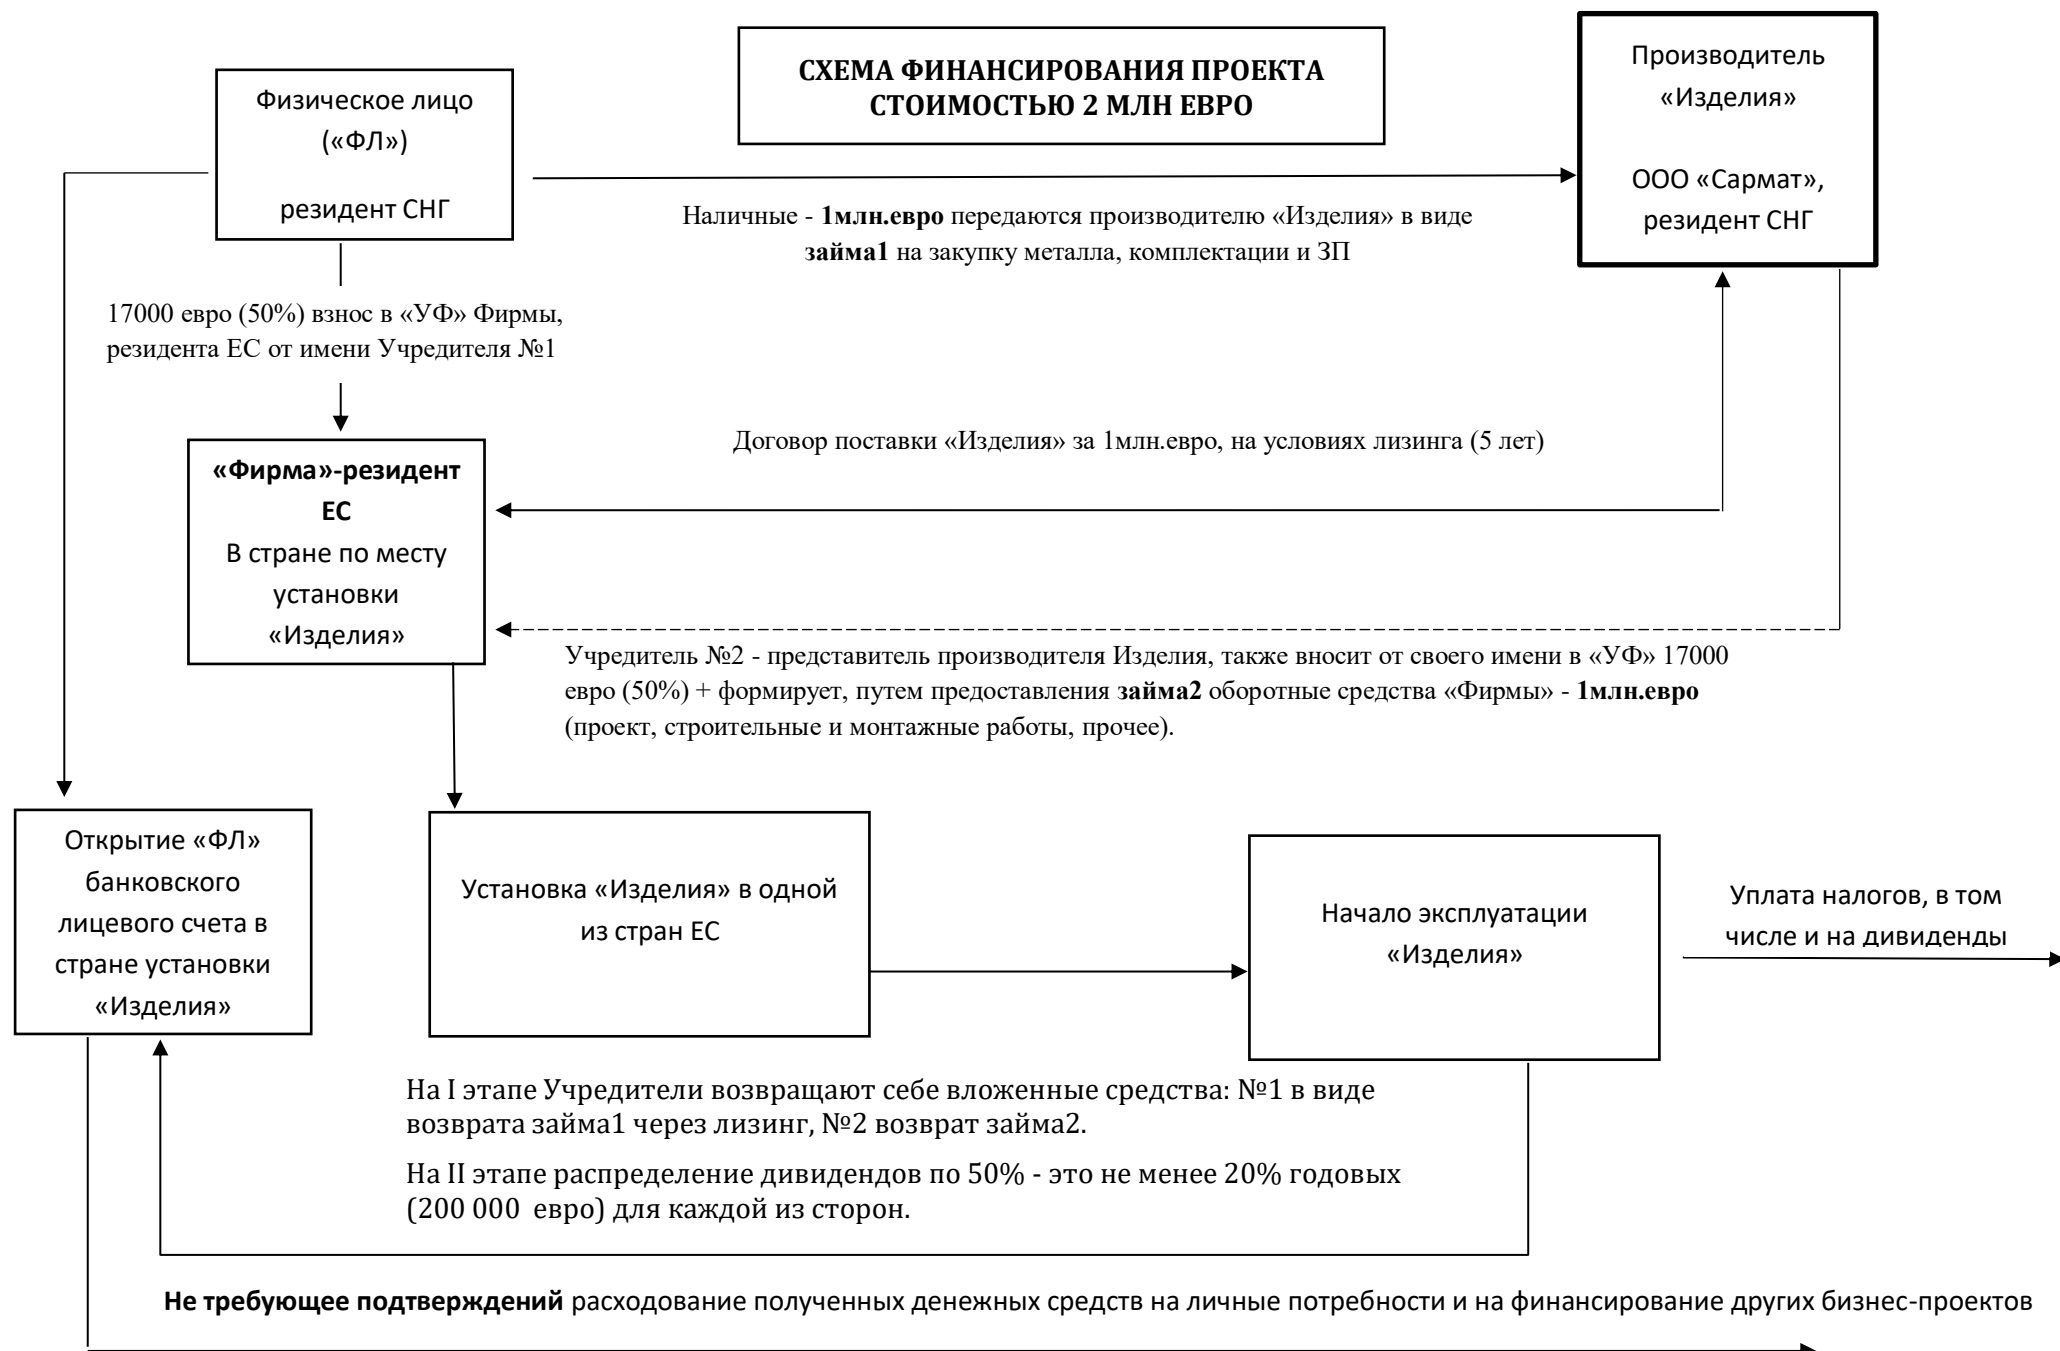 СХЕМА ФИНАНСИРОВАНИЯ ПРОЕКТА
СТОИМОСТЬЮ 2 МЛН ЕВРО
Физическое лицо
(«ФЛ»)
резидент СНГ
Производитель
«Изделия»
ООО «Сармат»,
резидент СНГ
Наличные - 1млн.евро передаются производителю «Изделия» в виде
займа1 на закупку металла, комплектации и ЗП
17000 евро (50%) взнос в «УФ» Фирмы,
резидента ЕС от имени Учредителя №1
Договор поставки «Изделия» за 1млн.евро, на условиях лизинга (5 лет)
«Фирма»-резидент
ЕС
В стране по месту
установки
«Изделия»
Учредитель №2 - представитель производителя Изделия, также вносит от своего имени в «УФ» 17000
евро (50%) + формирует, путем предоставления займа2 оборотные средства «Фирмы» - 1млн.евро
(проект, строительные и монтажные работы, прочее).
Открытие «ФЛ»
банковского
лицевого счета в
стране установки
«Изделия»
Установка «Изделия» в одной
из стран ЕС
Начало эксплуатации
«Изделия»
Уплата налогов, в том
числе и на дивиденды
На I этапе Учредители возвращают себе вложенные средства: №1 в виде
возврата займа1 через лизинг, №2 возврат займа2.
На II этапе распределение дивидендов по 50% - это не менее 20% годовых
(200 000 евро) для каждой из сторон.
Не требующее подтверждений расходование полученных денежных средств на личные потребности и на финансирование других бизнес-проектов